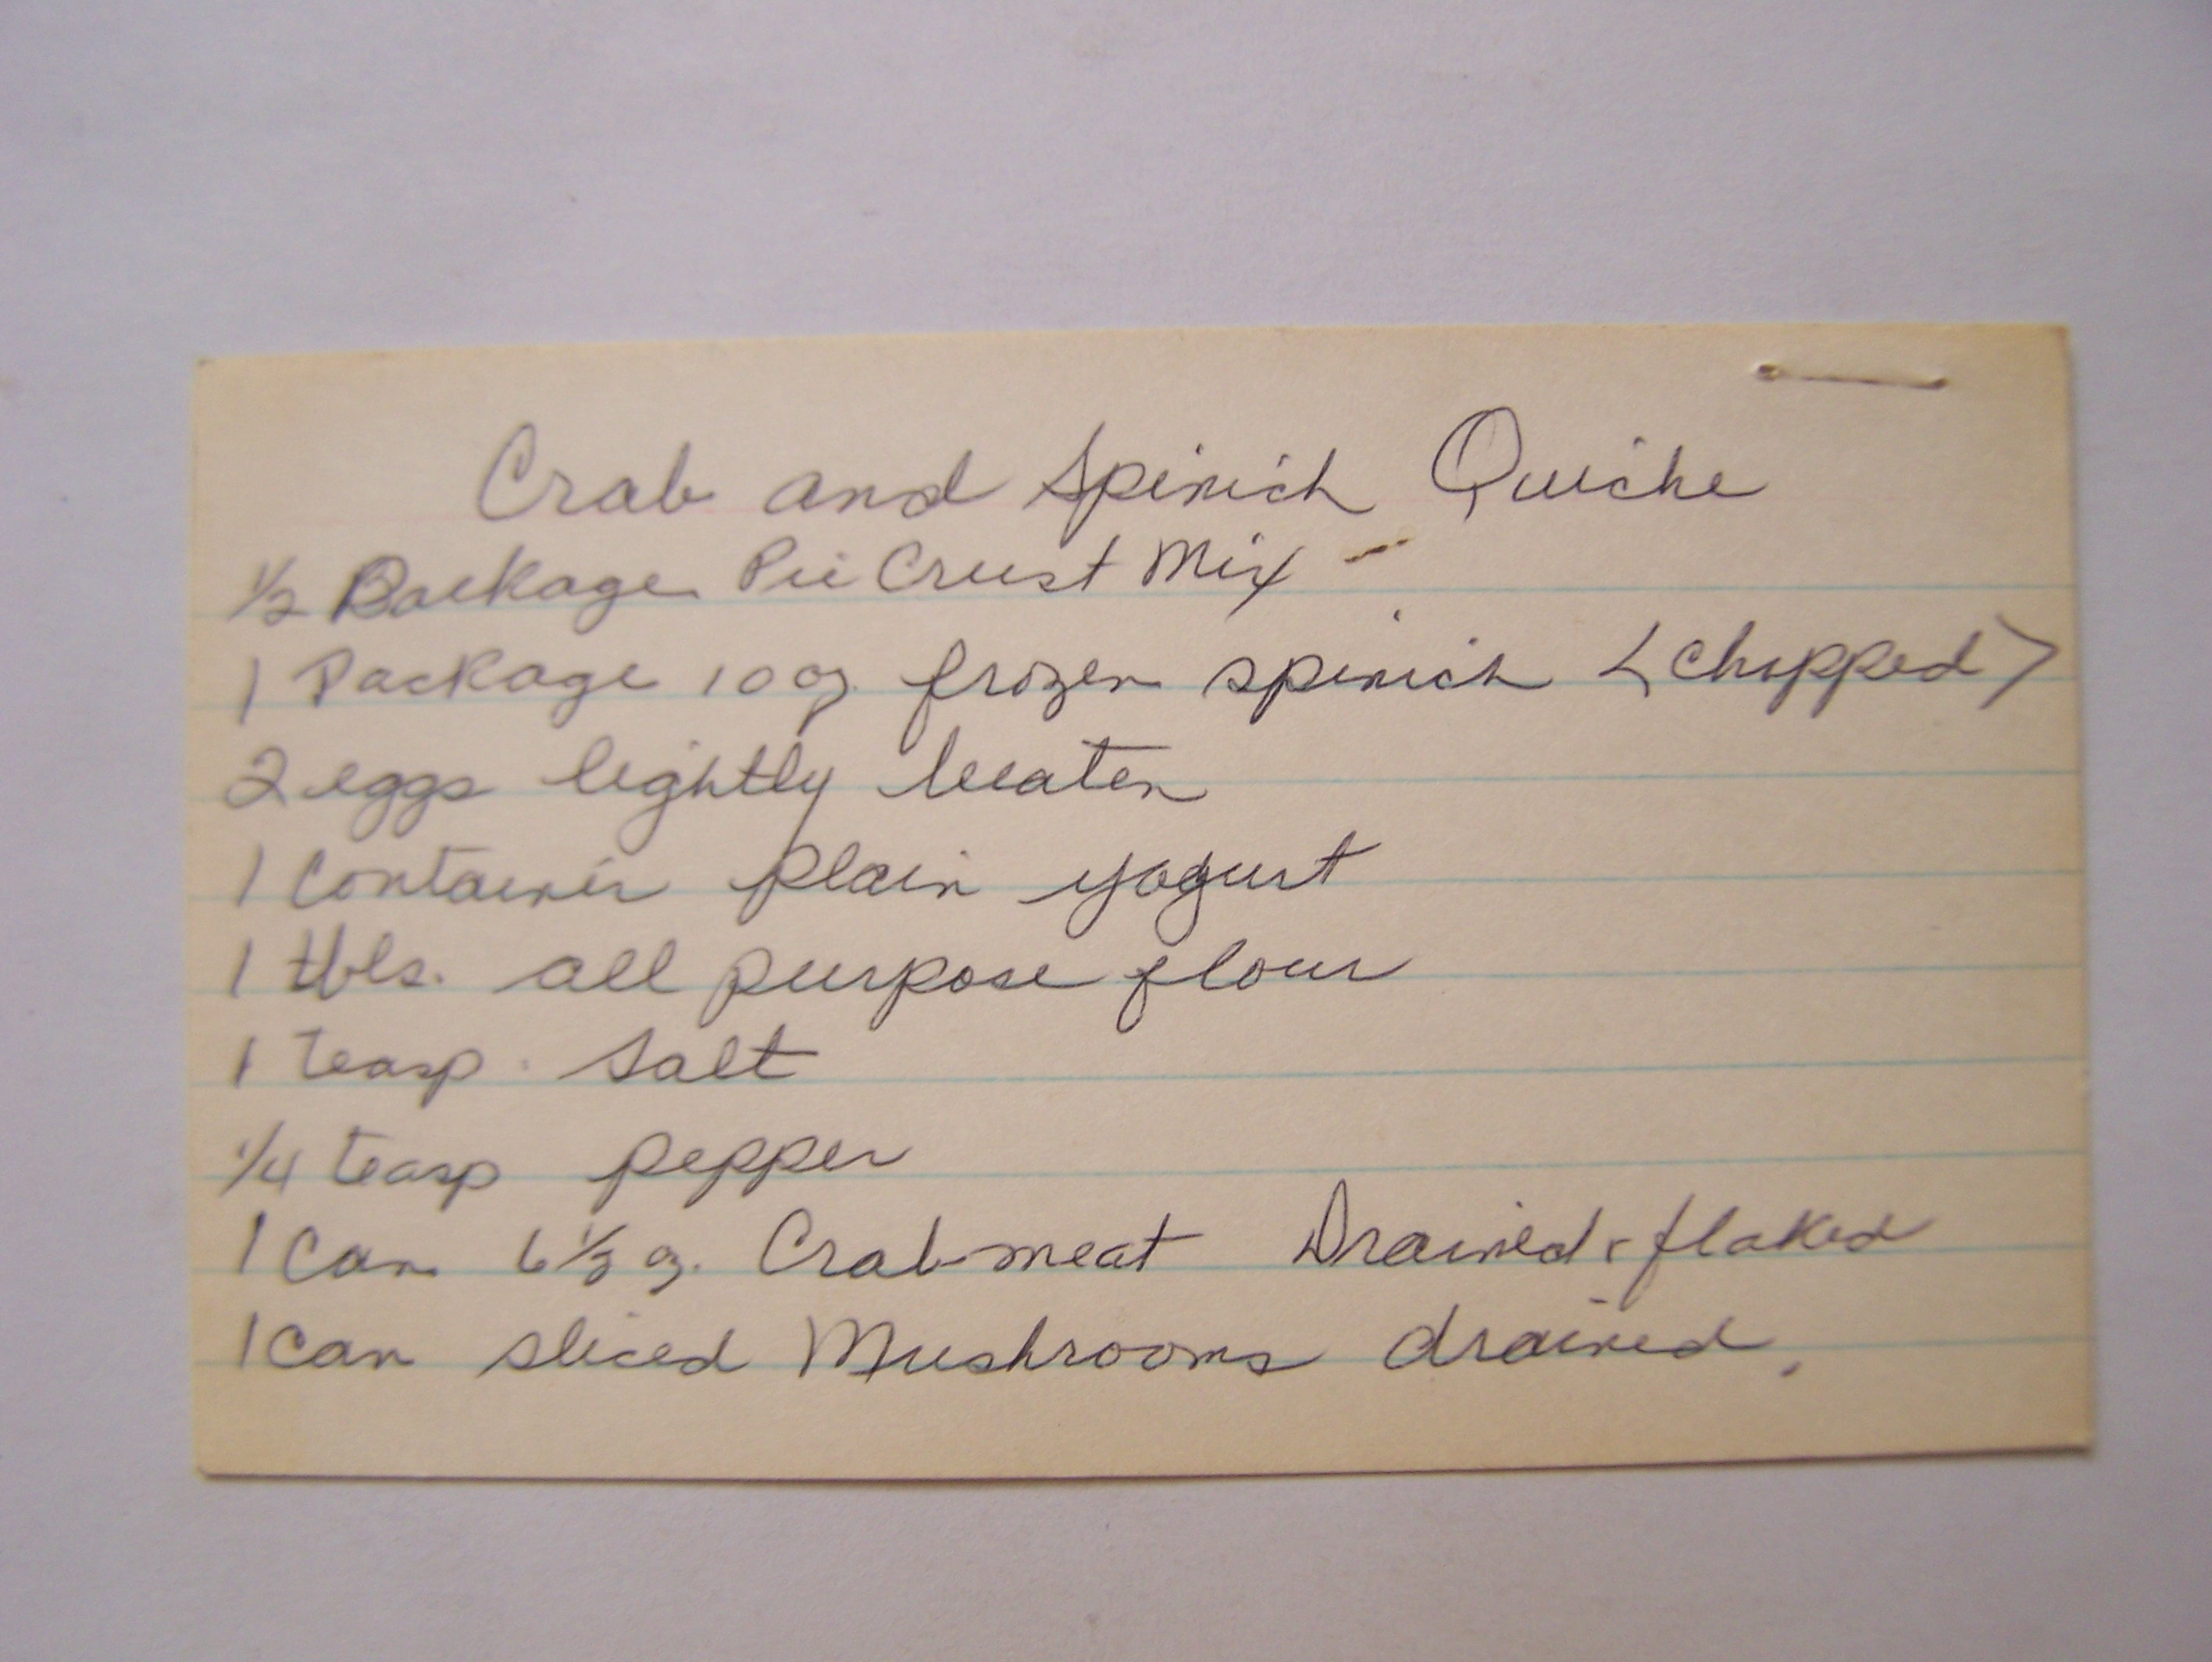 Crab and Spinich Quiche
1/2 Package Pie Crust Mix -
1 Package 10 oz. frozen spinich <chopped>
2 eggs lightly beaten
1 Container plain yogurt
1 tbls. all purpose flour
1 teasp. salt
1/4 teasp pepper
1 Can 6 1/2 oz. Crabmeat Drained & flaked
1 can sliced Mushrooms drained.